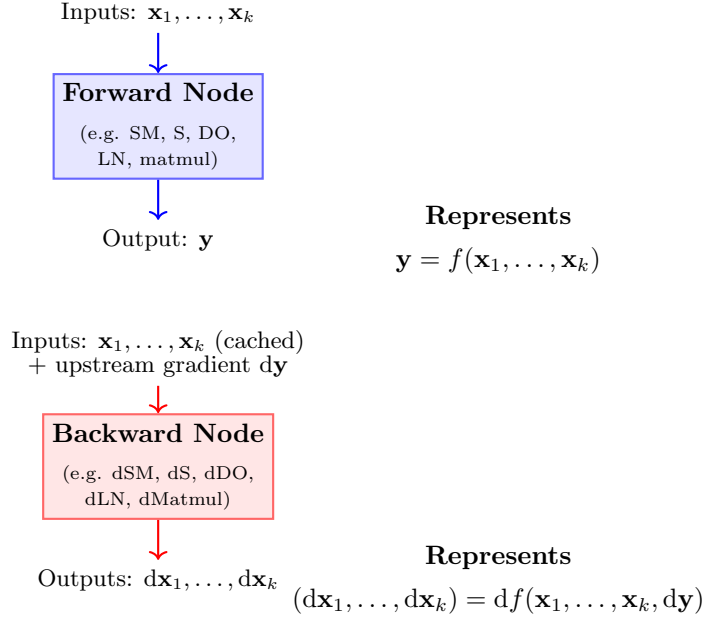 Inputs: x₁, . . . , xₖ
Forward Node
(e.g. SM, S, DO,
LN, matmul)
Output: y
Represents
y = f(x₁, . . . , xₖ)
Inputs: x₁, . . . , xₖ (cached)
+ upstream gradient dy
Backward Node
(e.g. dSM, dS, dDO,
dLN, dMatmul)
Outputs: dx₁, . . . , dxₖ
Represents
(dx₁, . . . , dxₖ) = df(x₁, . . . , xₖ, dy)